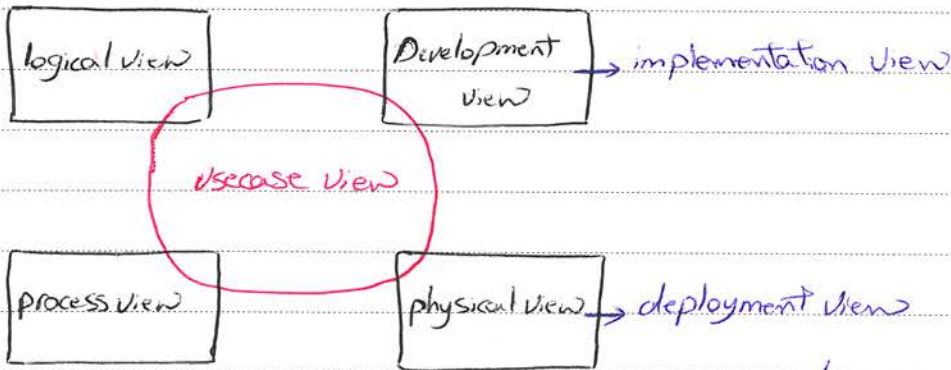 logical view
Development
view
→ implementation view
usecase view
process view
physical view
→ deployment view